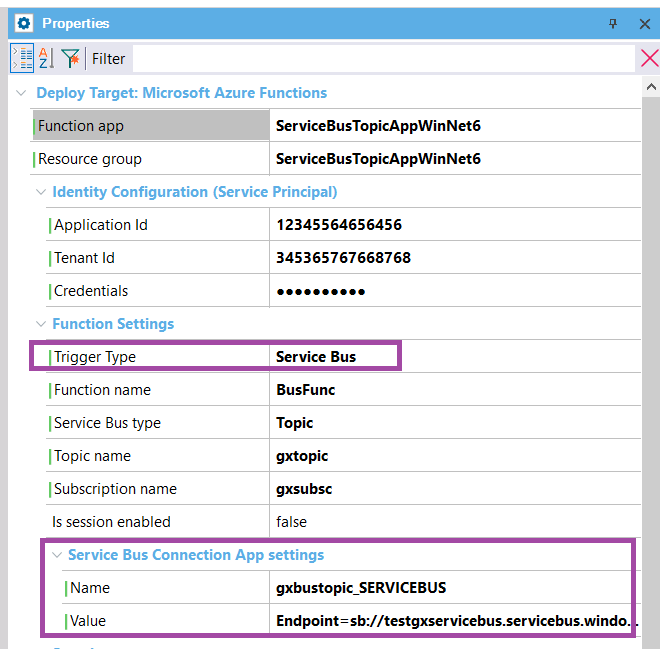 Properties
Filter
Deploy Target: Microsoft Azure Functions
Function app ServiceBusTopicAppWinNet6
Resource group ServiceBusTopicAppWinNet6
Identity Configuration (Service Principal)
Application Id 12345564656456
Tenant Id 345365767668768
Credentials ●●●●●●●●●●
Function Settings
Trigger Type Service Bus
Function name BusFunc
Service Bus type Topic
Topic name gxtopic
Subscription name gxsubsc
Is session enabled false
Service Bus Connection App settings
Name gxbustopic_SERVICEBUS
Value Endpoint=sb://testgxservicebus.servicebus.windo...